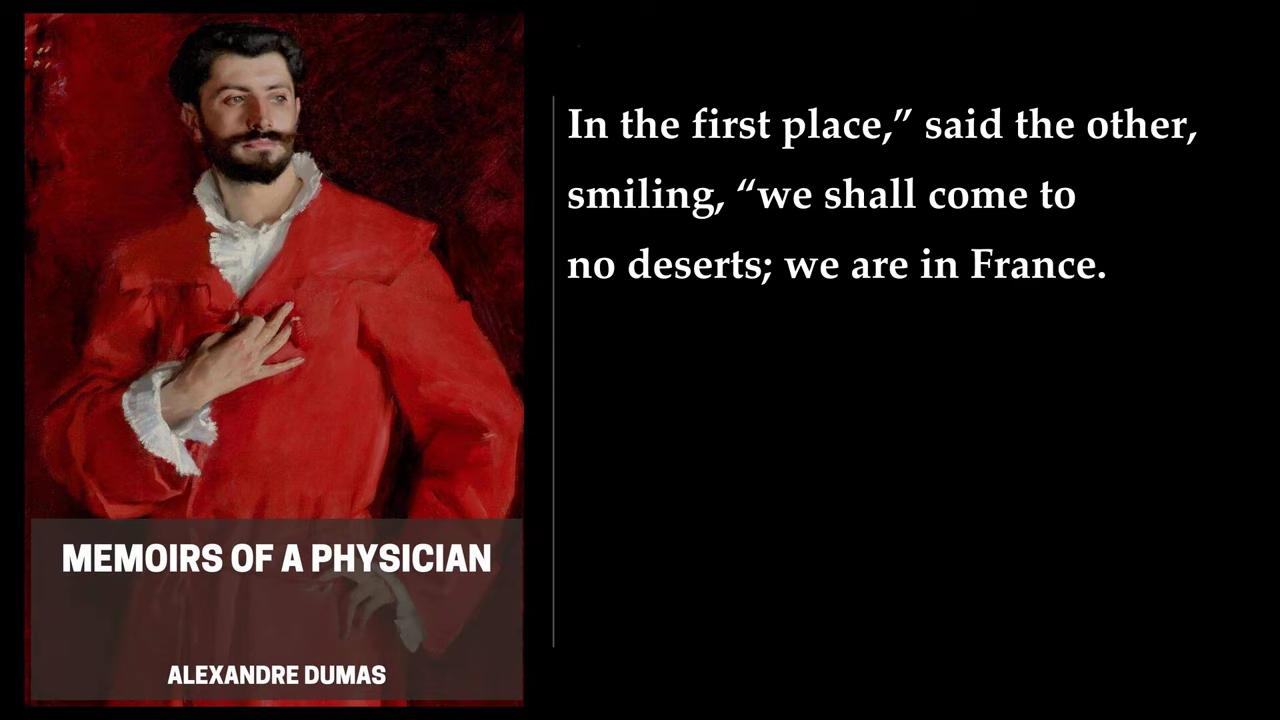 In the first place,” said the other,
smiling, “we shall come to
no deserts; we are in France.
MEMOIRS OF A PHYSICIAN
ALEXANDRE DUMAS